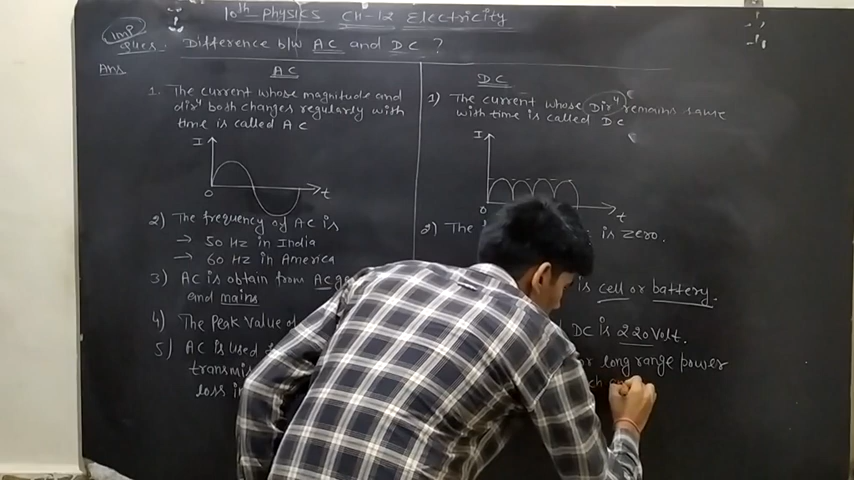 10th Physics CH-12 Electricity
Imp
Ques. Difference b/w AC and DC ?
Ans
AC
1. The current whose magnitude and
dirⁿ both changes regularly with
time is called AC
I
O
t
2) The frequency of AC is
→ 50 HZ in India
→ 60 HZ in America
3) AC is obtain from AC
and mains
4) The Peak Value
5) AC is used
loss in
DC
1) The current whose Dirⁿ remains same
with time is called DC
I
O
t
2) The
is zero.
is cell or battery.
DC is 220 Volt.
long range power